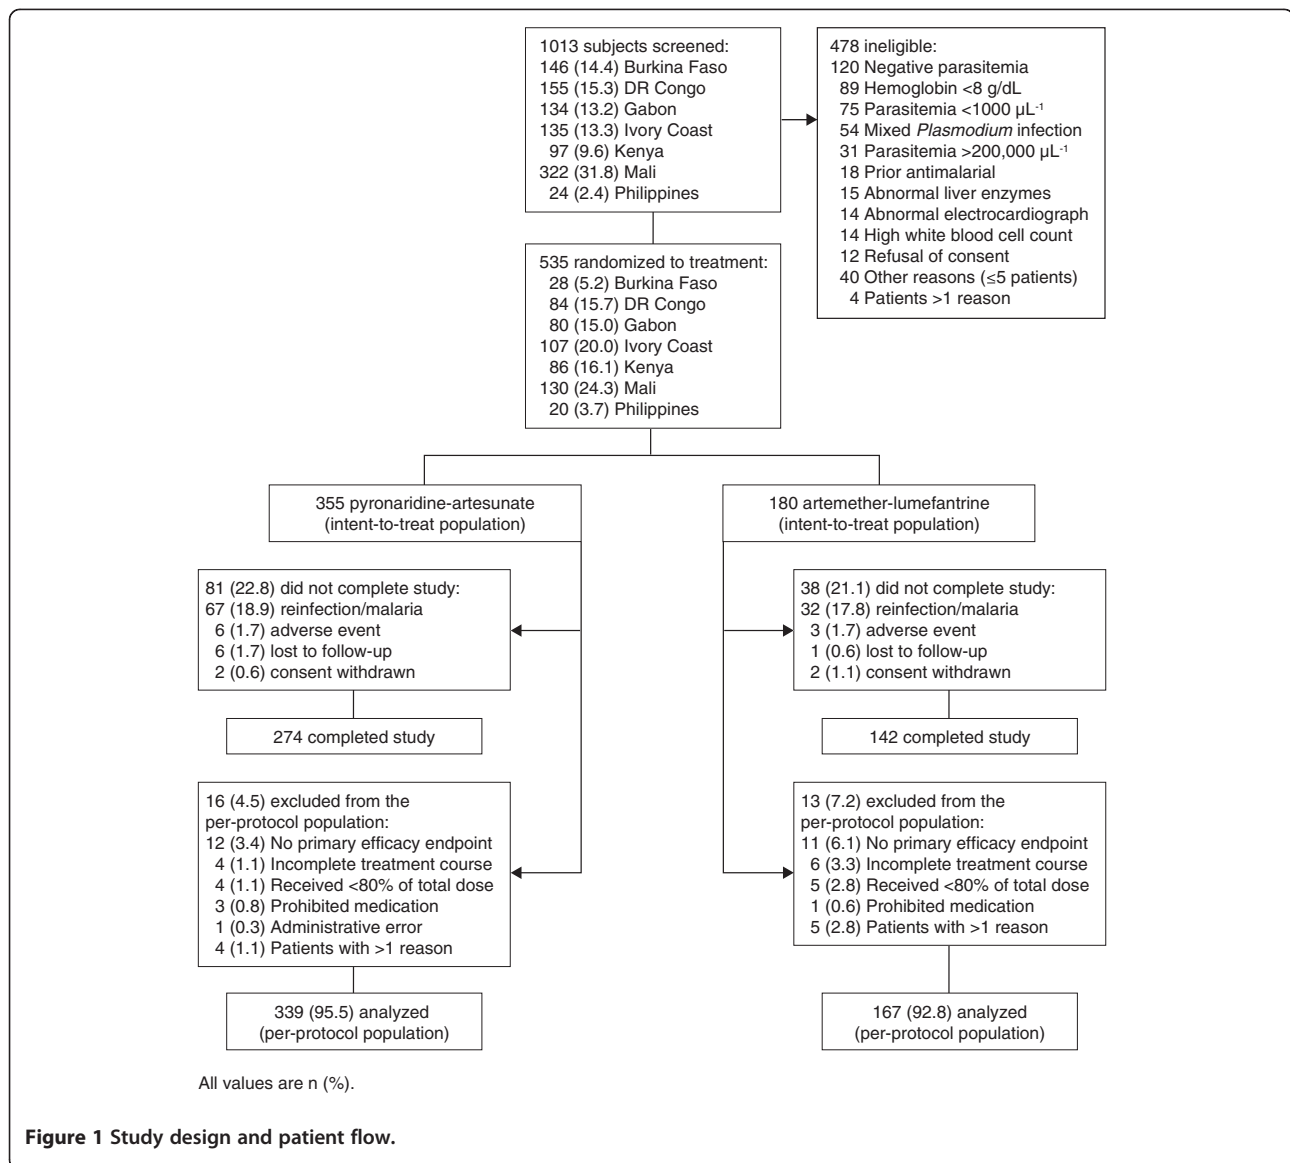 1013 subjects screened:
146 (14.4) Burkina Faso
155 (15.3) DR Congo
134 (13.2) Gabon
135 (13.3) Ivory Coast
97 (9.6) Kenya
322 (31.8) Mali
24 (2.4) Philippines
478 ineligible:
120 Negative parasitemia
89 Hemoglobin <8 g/dL
75 Parasitemia <1000 µL⁻¹
54 Mixed Plasmodium infection
31 Parasitemia >200,000 µL⁻¹
18 Prior antimalarial
15 Abnormal liver enzymes
14 Abnormal electrocardiograph
14 High white blood cell count
12 Refusal of consent
40 Other reasons (≤5 patients)
4 Patients >1 reason
535 randomized to treatment:
28 (5.2) Burkina Faso
84 (15.7) DR Congo
80 (15.0) Gabon
107 (20.0) Ivory Coast
86 (16.1) Kenya
130 (24.3) Mali
20 (3.7) Philippines
355 pyronaridine-artesunate
(intent-to-treat population)
180 artemether-lumefantrine
(intent-to-treat population)
81 (22.8) did not complete study:
67 (18.9) reinfection/malaria
6 (1.7) adverse event
6 (1.7) lost to follow-up
2 (0.6) consent withdrawn
38 (21.1) did not complete study:
32 (17.8) reinfection/malaria
3 (1.7) adverse event
1 (0.6) lost to follow-up
2 (1.1) consent withdrawn
274 completed study
142 completed study
16 (4.5) excluded from the
per-protocol population:
12 (3.4) No primary efficacy endpoint
4 (1.1) Incomplete treatment course
4 (1.1) Received <80% of total dose
3 (0.8) Prohibited medication
1 (0.3) Administrative error
4 (1.1) Patients with >1 reason
13 (7.2) excluded from the
per-protocol population:
11 (6.1) No primary efficacy endpoint
6 (3.3) Incomplete treatment course
5 (2.8) Received <80% of total dose
1 (0.6) Prohibited medication
5 (2.8) Patients with >1 reason
339 (95.5) analyzed
(per-protocol population)
167 (92.8) analyzed
(per-protocol population)
All values are n (%).
Figure 1 Study design and patient flow.